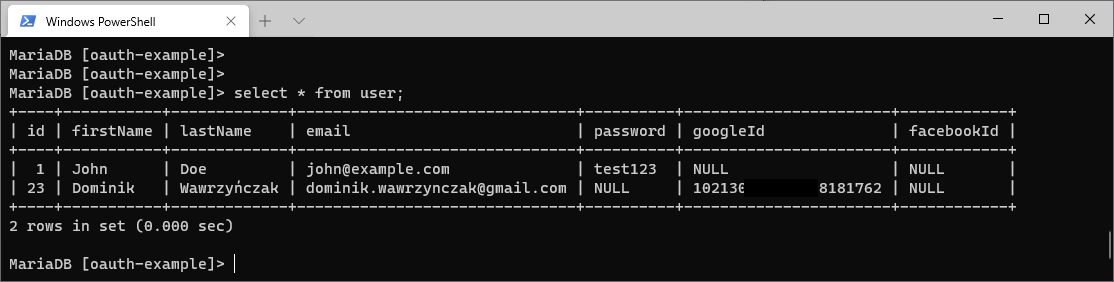 Windows PowerShell
MariaDB [oauth-example]>
MariaDB [oauth-example]>
MariaDB [oauth-example]> select * from user;
+----+-----------+------------+------------------------------+----------+-----------------------+------------+
| id | firstName | lastName   | email                        | password | googleId              | facebookId |
+----+-----------+------------+------------------------------+----------+-----------------------+------------+
|  1 | John      | Doe        | john@example.com             | test123  | NULL                  | NULL       |
| 23 | Dominik   | Wawrzyńczak | dominik.wawrzynczak@gmail.com | NULL     | 102130 8181762 | NULL       |
+----+-----------+------------+------------------------------+----------+-----------------------+------------+
2 rows in set (0.000 sec)
MariaDB [oauth-example]>